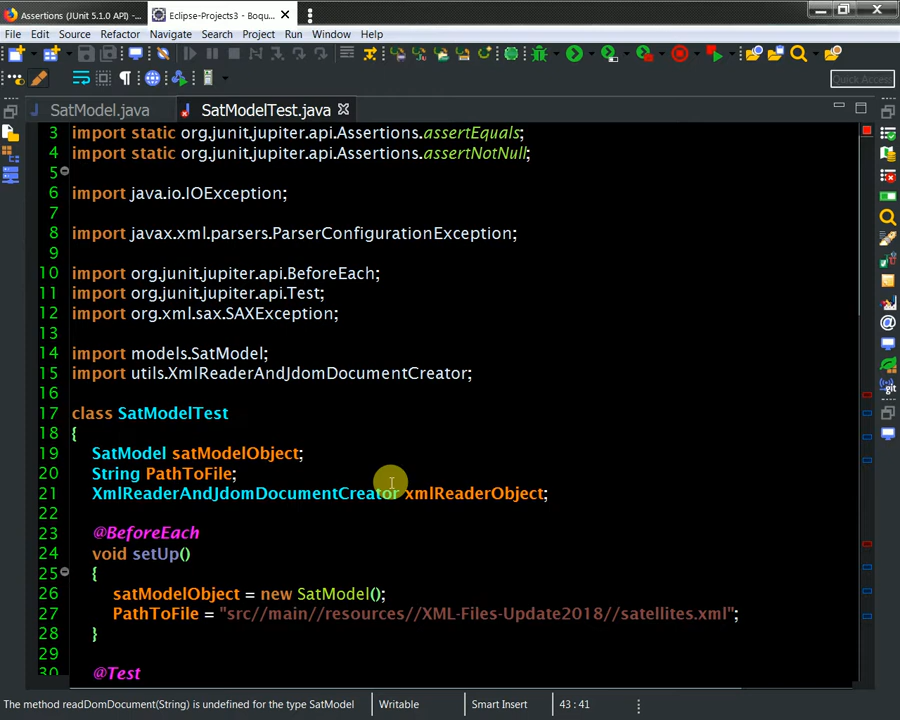 Assertions (JUnit 5.1.0 API) -
Eclipse-Projects3 - Boqu...
File Edit Source Refactor Navigate Search Project Run Window Help
Quick Access
SatModel.java
SatModelTest.java
3 import static org.junit.jupiter.api.Assertions.assertEquals;
4 import static org.junit.jupiter.api.Assertions.assertNotNull;
5
6 import java.io.IOException;
7
8 import javax.xml.parsers.ParserConfigurationException;
9
10 import org.junit.jupiter.api.BeforeEach;
11 import org.junit.jupiter.api.Test;
12 import org.xml.sax.SAXException;
13
14 import models.SatModel;
15 import utils.XmlReaderAndJdomDocumentCreator;
16
17 class SatModelTest
18 {
19 SatModel satModelObject;
20 String PathToFile;
21 XmlReaderAndJdomDocumentCreator xmlReaderObject;
22
23 @BeforeEach
24 void setUp()
25 {
26 satModelObject = new SatModel();
27 PathToFile = "src//main//resources//XML-Files-Update2018//satellites.xml";
28 }
29
30 @Test
The method readDomDocument(String) is undefined for the type SatModel
Writable
Smart Insert
43 : 41